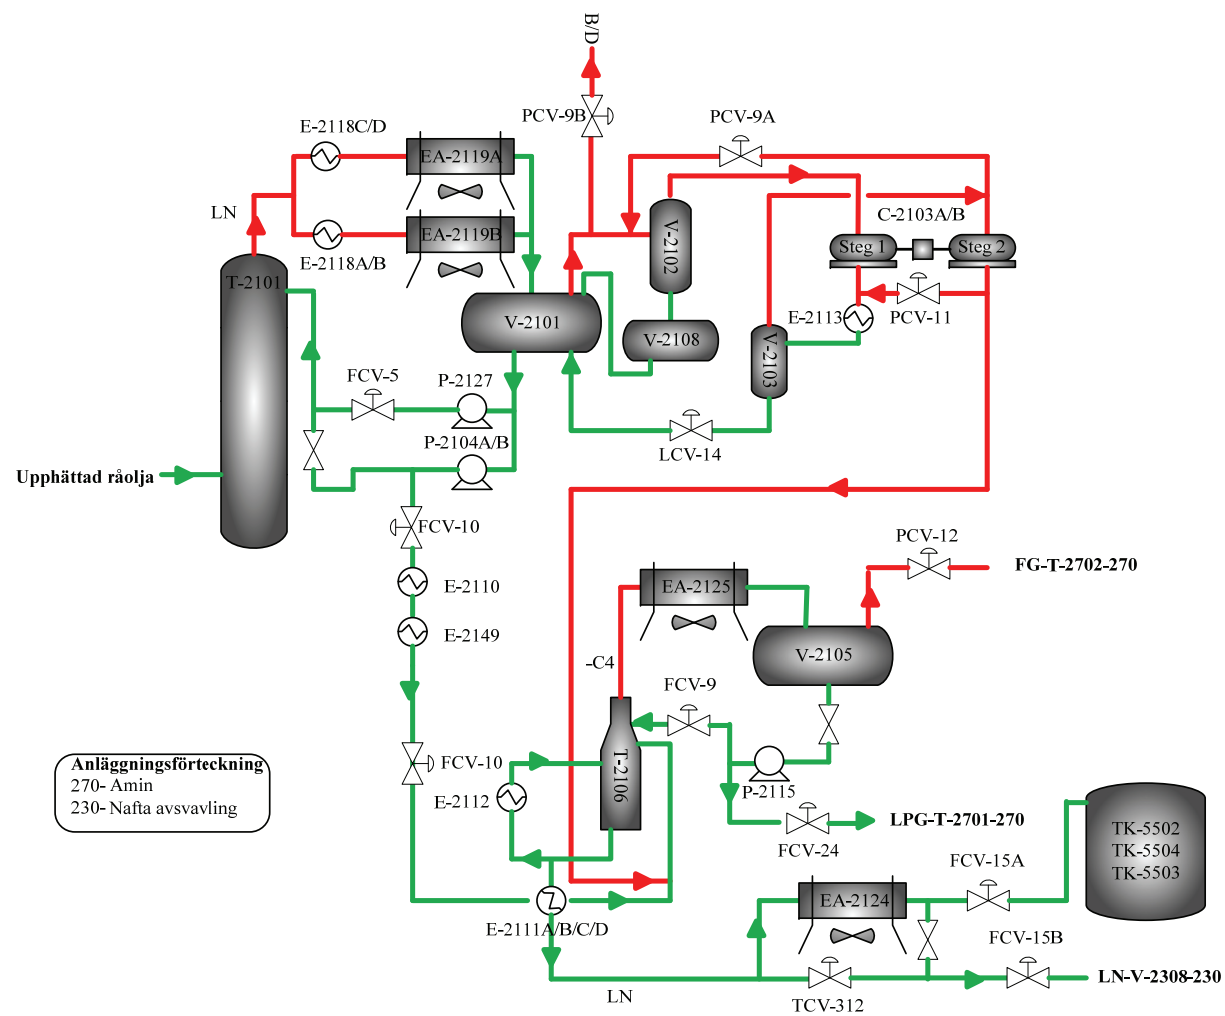 B/D
PCV-9B
PCV-9A
E-2118C/D
EA-2119A
LN
C-2103A/B
V-2102
EA-2119B
Steg 1
Steg 2
E-2118A/B
T-2101
V-2101
V-2108
E-2113
PCV-11
V-2103
FCV-5
P-2127
P-2104A/B
LCV-14
Upphättad råolja
FCV-10
PCV-12
FG-T-2702-270
E-2110
EA-2125
E-2149
V-2105
-C4
FCV-9
Anläggningsförteckning
270- Amin
230- Nafta avsvavling
FCV-10
T-2106
E-2112
P-2115
LPG-T-2701-270
FCV-24
TK-5502
TK-5504
TK-5503
FCV-15A
EA-2124
E-2111A/B/C/D
FCV-15B
LN
TCV-312
LN-V-2308-230